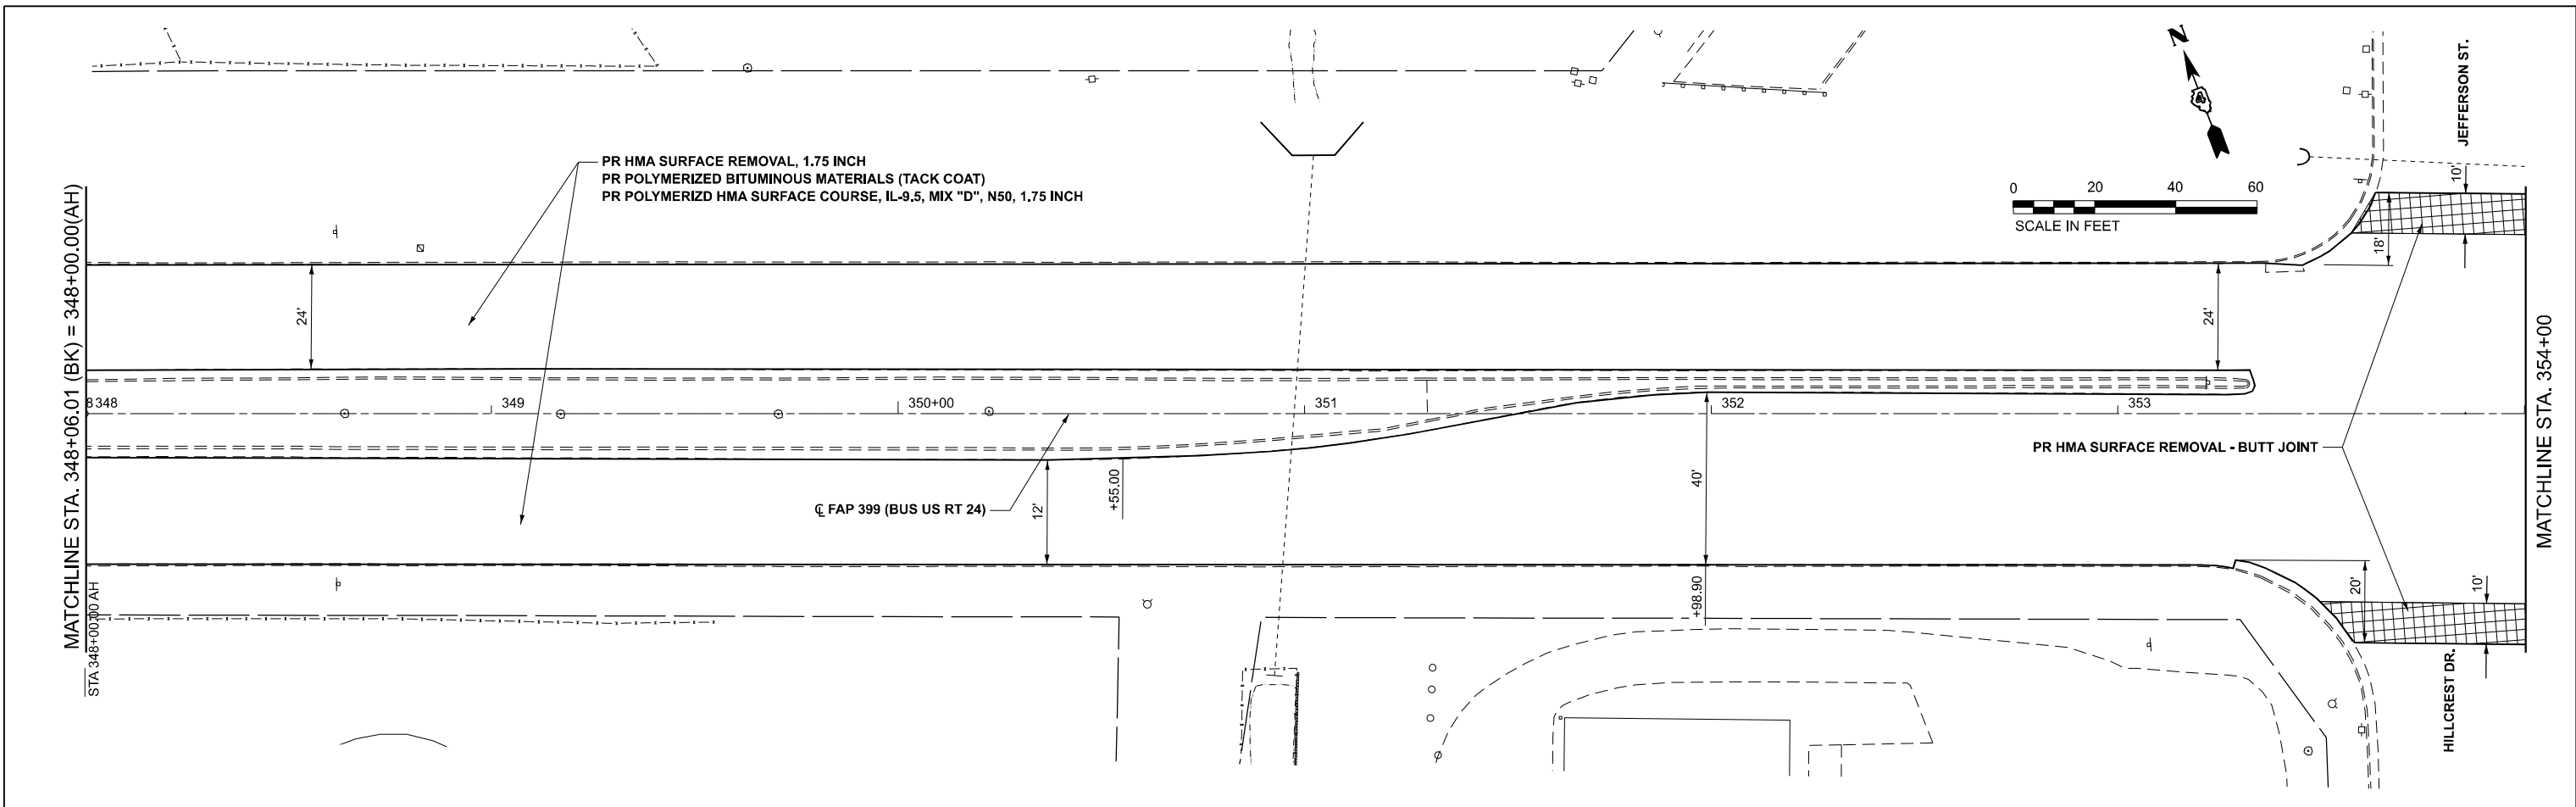 PR HMA SURFACE REMOVAL, 1.75 INCH
PR POLYMERIZED BITUMINOUS MATERIALS (TACK COAT)
PR POLYMERIZD HMA SURFACE COURSE, IL-9.5, MIX "D", N50, 1.75 INCH
N
0 20 40 60
SCALE IN FEET
JEFFERSON ST.
10'
18'
MATCHLINE STA. 348+06.01 (BK) = 348+00.00(AH)
STA 348+00.00 AH
24'
24'
8 348
349
350+00
351
352
353
℄ FAP 399 (BUS US RT 24)
12'
+55.00
40'
+98.90
PR HMA SURFACE REMOVAL - BUTT JOINT
20'
10'
HILLCREST DR.
MATCHLINE STA. 354+00